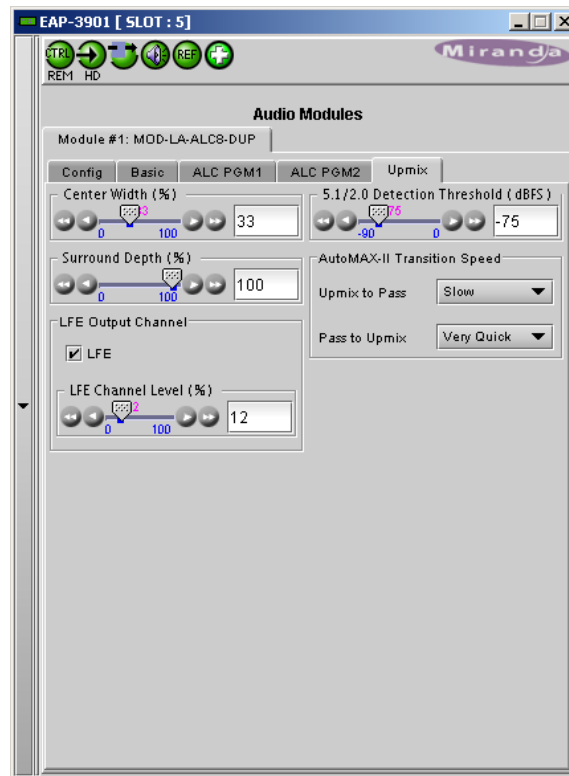 EAP-3901 [ SLOT : 5]
CTRL REF
REM HD
Miranda
Audio Modules
Module #1: MOD-LA-ALC8-DUP
Config Basic ALC PGM1 ALC PGM2 Upmix
Center Width (%)
33
0 100
Surround Depth (%)
100
0 100
LFE Output Channel
LFE
LFE Channel Level (%)
12
0 100
5.1/2.0 Detection Threshold (dBFS)
-75
-90 0
AutoMAX-II Transition Speed
Upmix to Pass Slow
Pass to Upmix Very Quick